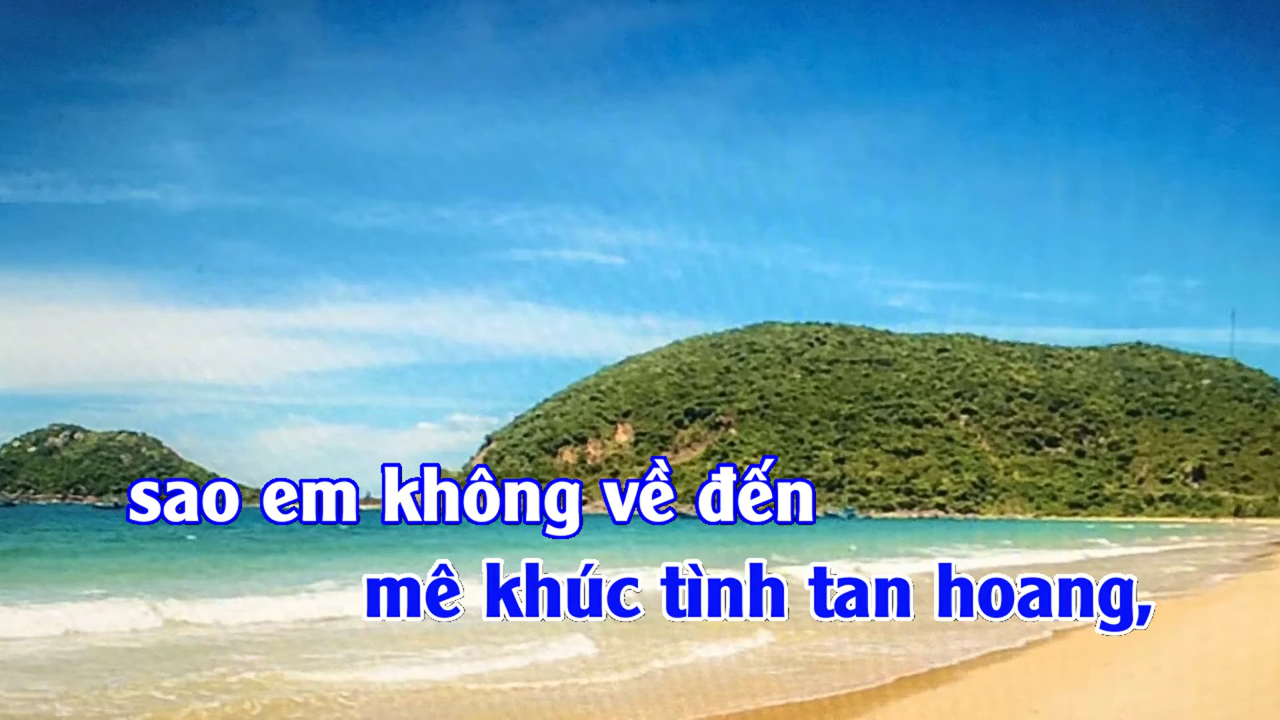 sao em không về đến
mê khúc tình tan hoang,